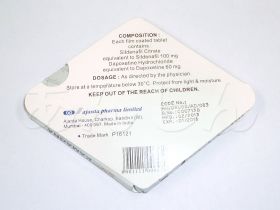 COMPOSITION :
Each film coated tablet
contains
Sildenafil Citrate
equivalent to Sildenafil 100 mg
Dapoxetine Hydrochloride
equivalent to Dapoxetine 60 mg
DOSAGE : As directed by the physician
Store at a temperature below 30°C. Protect from light & moisture
KEEP OUT OF THE REACH OF CHILDREN.
ajanta pharma limited
Ajanta House, Charkop, Kandivli (W),
Mumbai - 400 067. Made in India
Trade Mark P16121